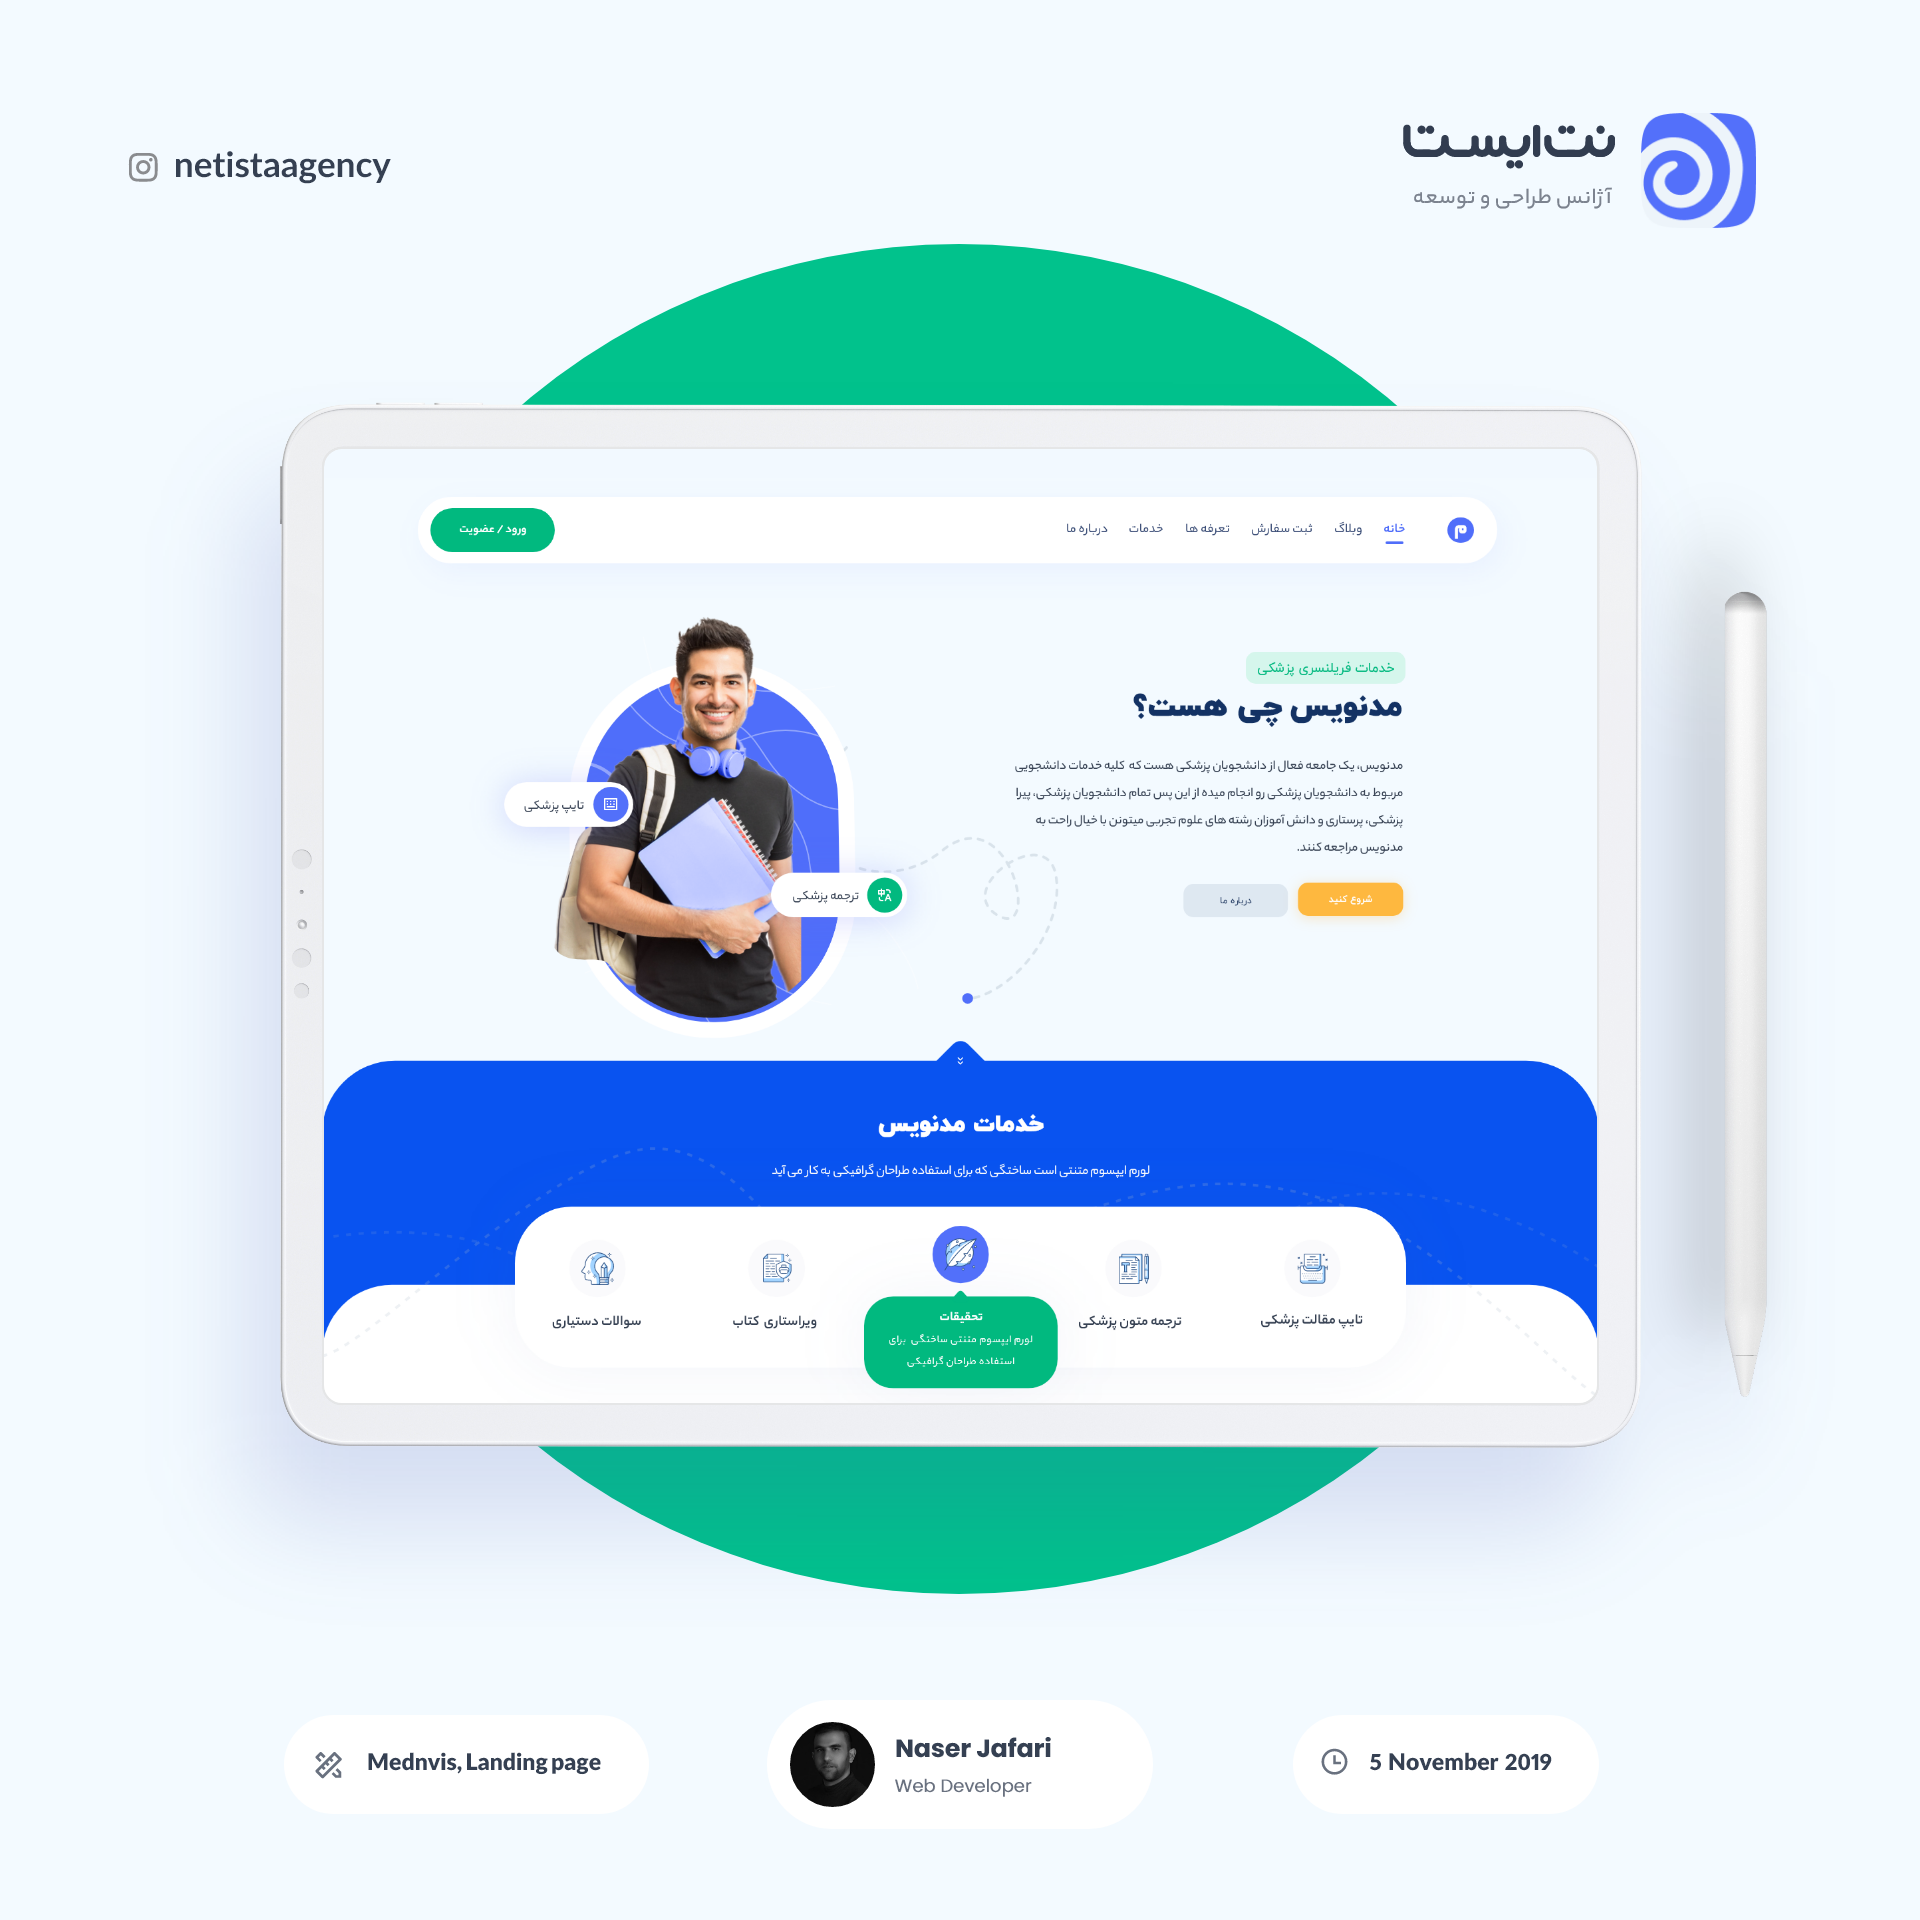 netistaagency
نت‌ایستا
آژانس طراحی و توسعه
خانه
وبلاگ
ثبت سفارش
تعرفه ها
خدمات
درباره ما
ورود / عضویت
خدمات فریلنسری پزشکی
مدنویس چی هست؟
مدنویس، یک جامعه فعال از دانشجویان پزشکی هست که کلیه خدمات دانشجویی
مربوط به دانشجویان پزشکی رو انجام میده از این پس تمام دانشجویان پزشکی، پیرا
پزشکی، پرستاری و دانش آموزان رشته های علوم تجربی میتونن با خیال راحت به
مدنویس مراجعه کنند.
شروع کنید
درباره ما
تایپ پزشکی
ترجمه پزشکی
خدمات مدنویس
لورم ایپسوم متنتی است ساختگی که برای استفاده طراحان گرافیکی به کار می آید
تایپ مقالت پزشکی
ترجمه متون پزشکی
تحقیقات
لورم ایپسوم متنتی ساختگی برای
استفاده طراحان گرافیکی
ویراستاری کتاب
سوالات دستیاری
Mednvis, Landing page
Naser Jafari
Web Developer
5 November 2019